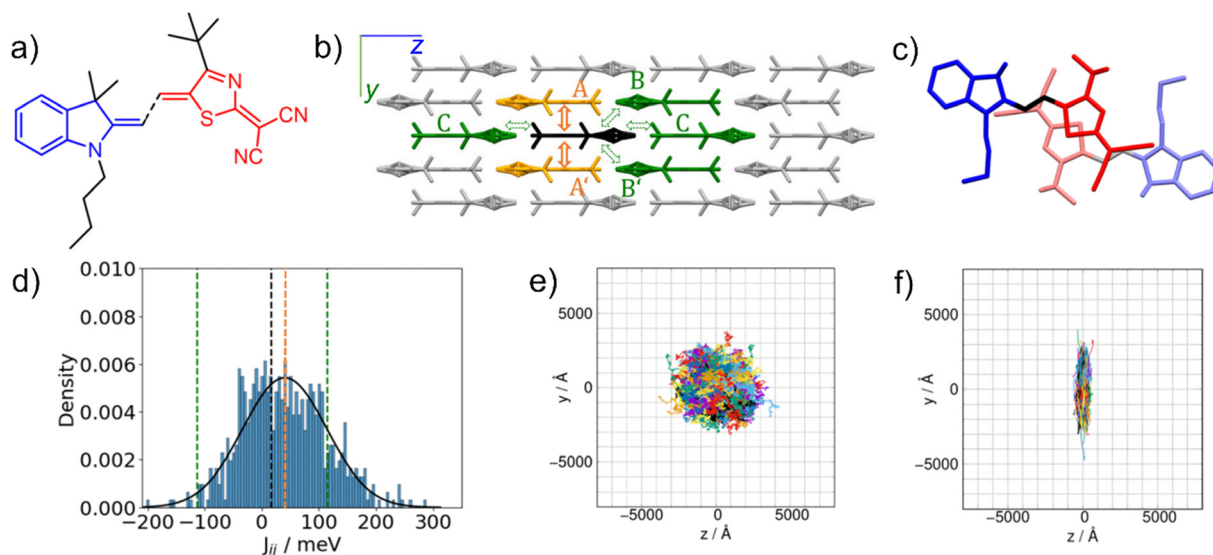 a)
N
S
N
CN
CN
b)
z
y
A
B
C
C
A'
B'
c)
d)
0.010
0.008
0.006
0.004
0.002
0.000
Density
-200
-100
0
100
200
300
J_ij / meV
e)
5000
0
−5000
y / Å
−5000
0
5000
z / Å
f)
5000
0
−5000
y / Å
−5000
0
5000
z / Å